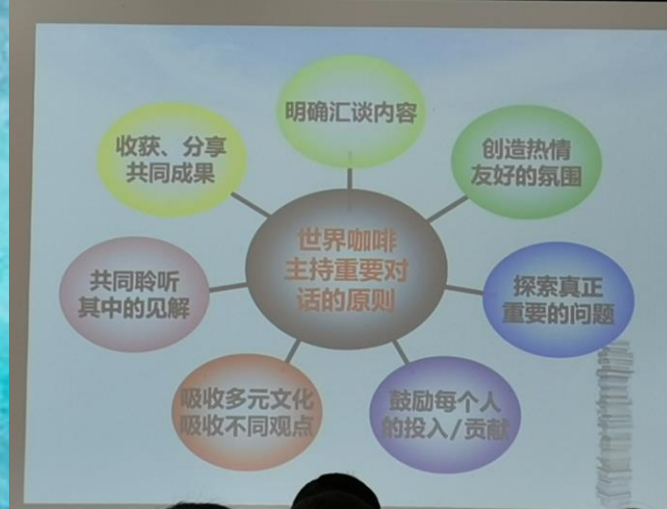 明确汇谈内容
创造热情
友好的氛围
探索真正
重要的问题
鼓励每个人
的投入/贡献
吸收多元文化
吸收不同观点
共同聆听
其中的见解
收获、分享
共同成果
世界咖啡
主持重要对
话的原则